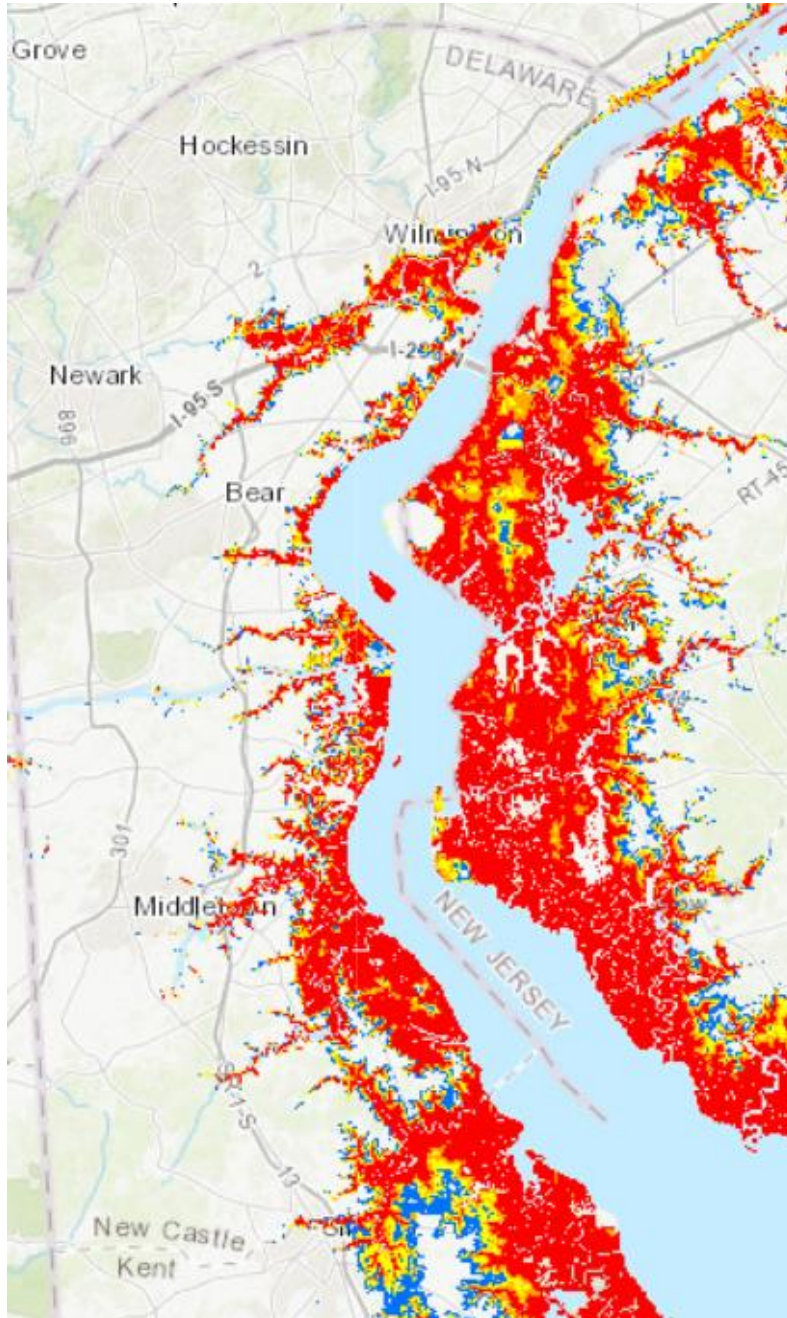 Grove
DELAWARE
Hockessin
I-95-N
Wilmington
2
Newark
I-95-S
896
Bear
RT-45
301
Middletown
NEW JERSEY
SR-1-S
13
New Castle
Kent